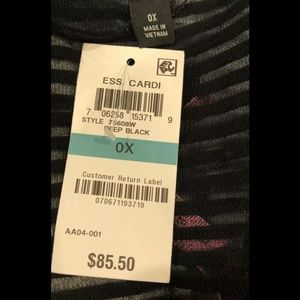 0X
MADE IN
VIETNAM
ESS CARDI
7 06258 15371 9
STYLE 75608W
DEEP BLACK
0X
Customer Return Label
070671193719
AA04-001
$85.50